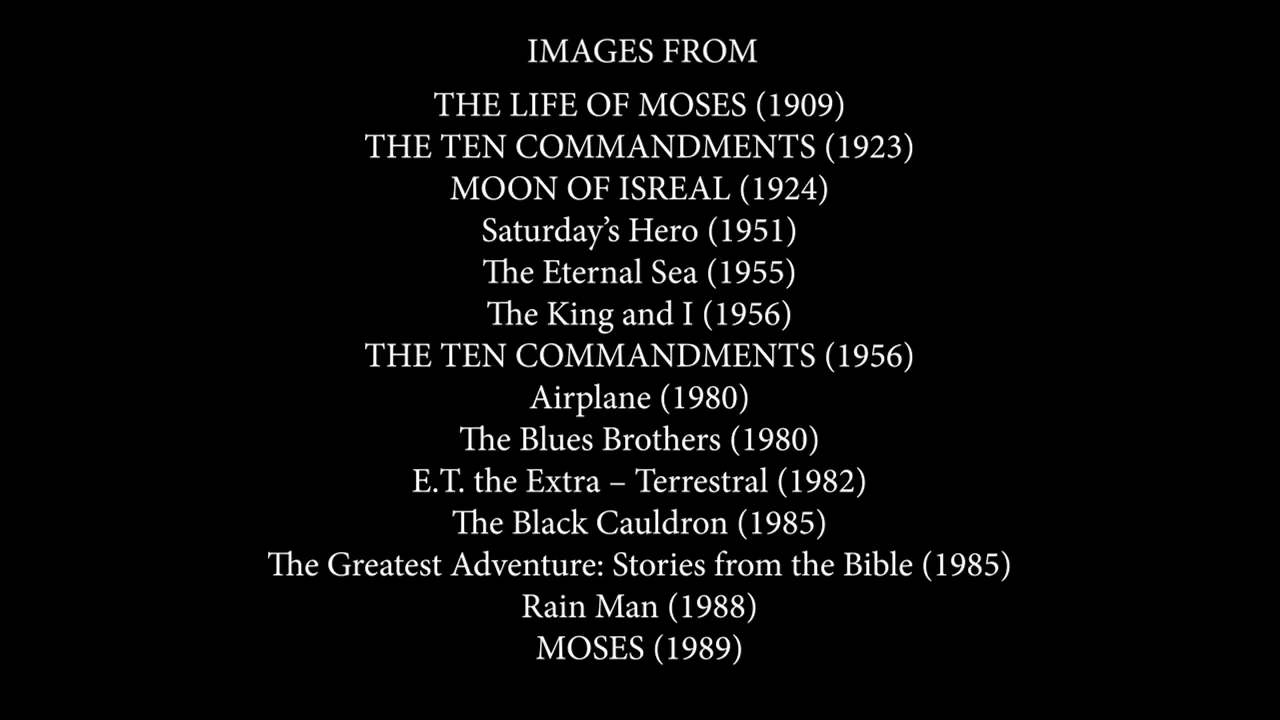 IMAGES FROM
THE LIFE OF MOSES (1909)
THE TEN COMMANDMENTS (1923)
MOON OF ISREAL (1924)
Saturday’s Hero (1951)
The Eternal Sea (1955)
The King and I (1956)
THE TEN COMMANDMENTS (1956)
Airplane (1980)
The Blues Brothers (1980)
E.T. the Extra – Terrestral (1982)
The Black Cauldron (1985)
The Greatest Adventure: Stories from the Bible (1985)
Rain Man (1988)
MOSES (1989)